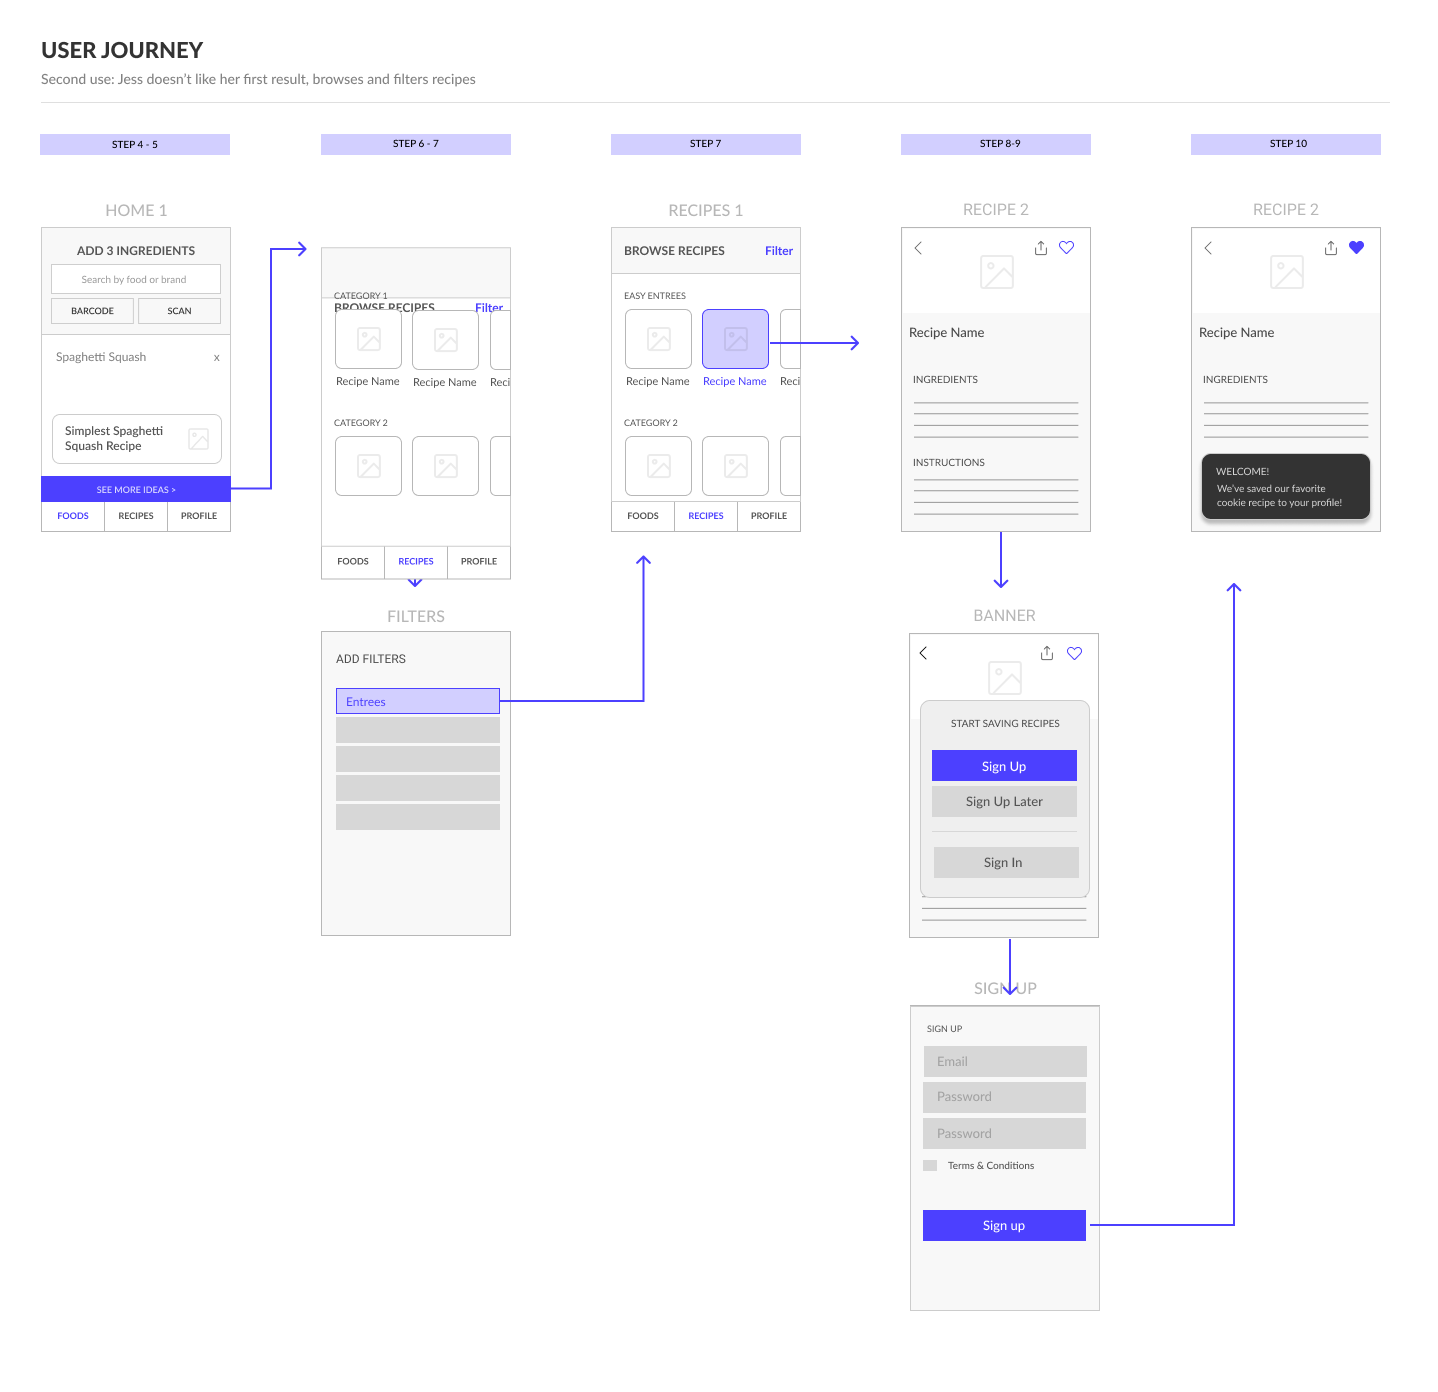 USER JOURNEY
Second use: Jess doesn't like her first result, browses and filters recipes
STEP 4 - 5
STEP 6 - 7
STEP 7
STEP 8-9
STEP 10
HOME 1
ADD 3 INGREDIENTS
Search by food or brand
BARCODE
SCAN
Spaghetti Squash
x
Simplest Spaghetti
Squash Recipe
SEE MORE IDEAS >
FOODS
RECIPES
PROFILE
CATEGORY 1
BROWSE RECIPES
Filter
Recipe Name
Recipe Name
Reci
CATEGORY 2
FOODS
RECIPES
PROFILE
FILTERS
ADD FILTERS
Entrees
RECIPES 1
BROWSE RECIPES
Filter
EASY ENTREES
Recipe Name
Recipe Name
Reci
CATEGORY 2
FOODS
RECIPES
PROFILE
RECIPE 2
Recipe Name
INGREDIENTS
INSTRUCTIONS
BANNER
START SAVING RECIPES
Sign Up
Sign Up Later
Sign In
SIGN UP
SIGN UP
Email
Password
Password
Terms & Conditions
Sign up
RECIPE 2
Recipe Name
INGREDIENTS
WELCOME!
We've saved our favorite
cookie recipe to your profile!